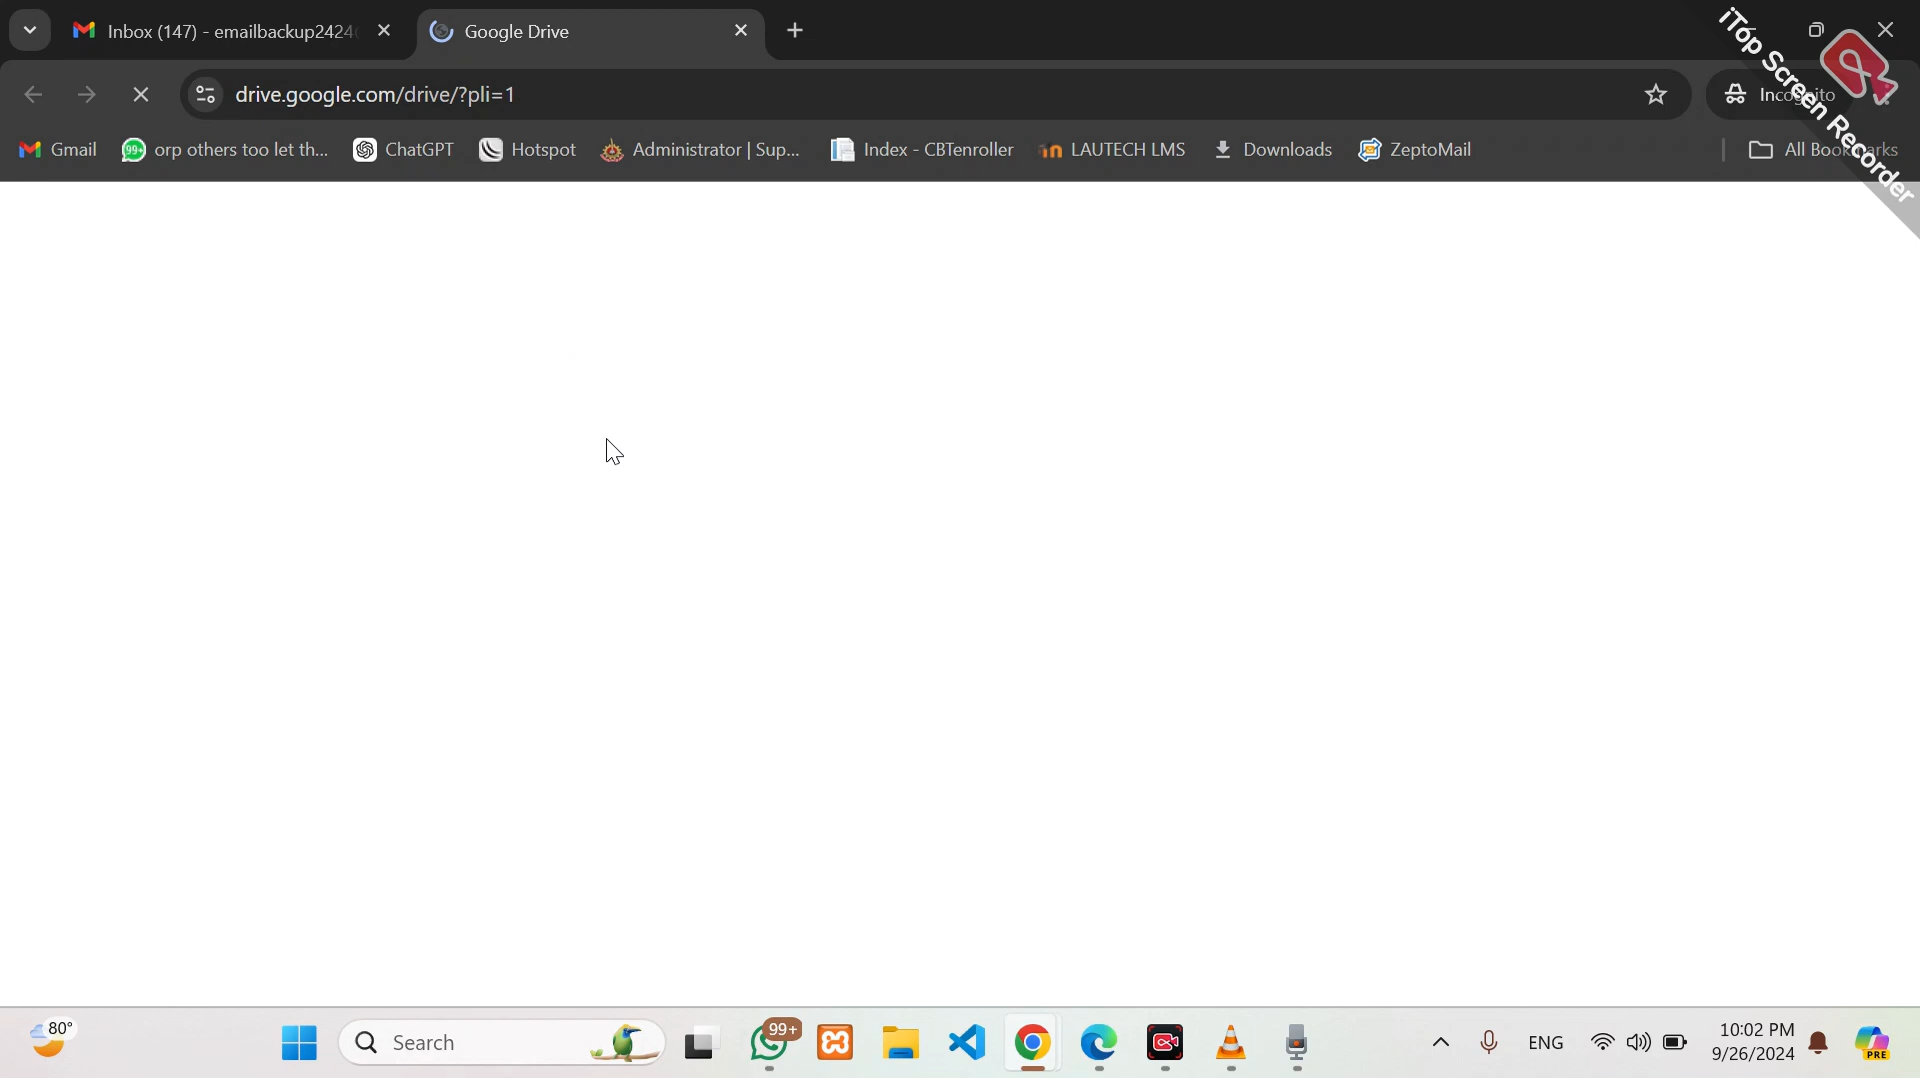 Inbox (147) - emailbackup2424
Google Drive
drive.google.com/drive/?pli=1
Incognito
iTop Screen Recorder
Gmail
99+
orp others too let th...
ChatGPT
Hotspot
Administrator | Sup...
Index - CBTenroller
LAUTECH LMS
Downloads
ZeptoMail
All Bookmarks
80°
Search
99+
ENG
10:02 PM
9/26/2024
PRE